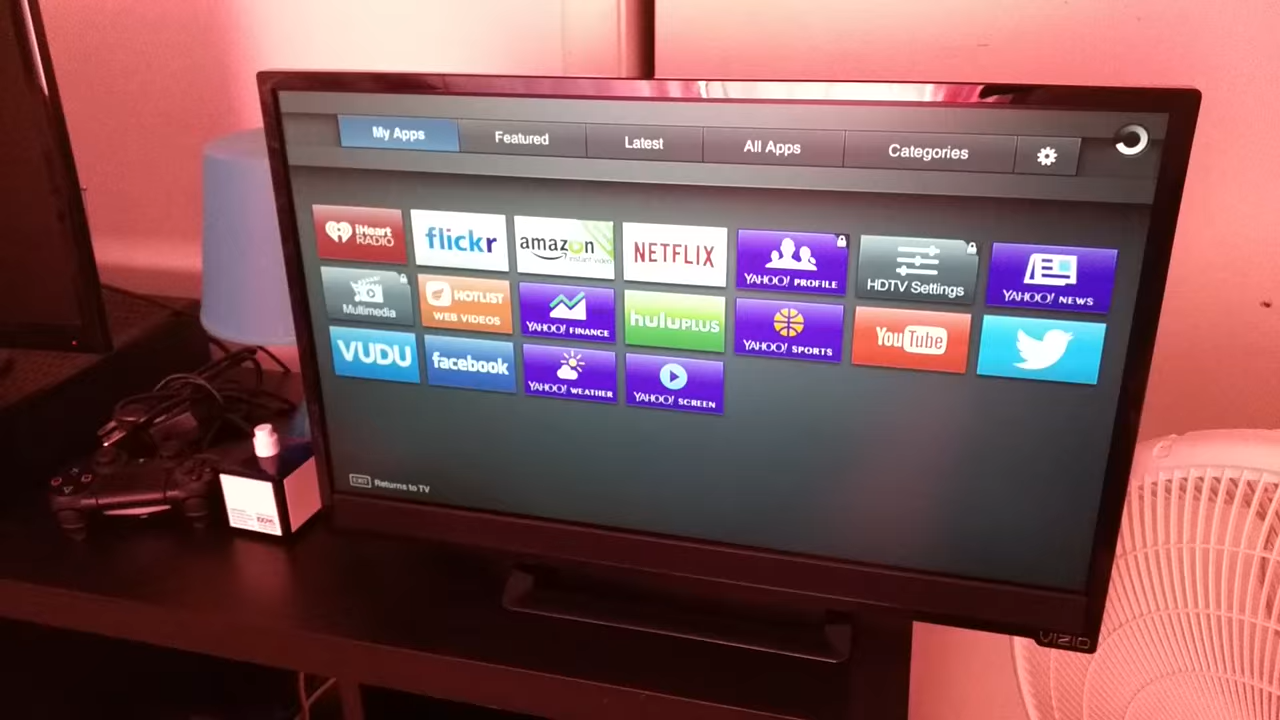 My Apps
Featured
Latest
All Apps
Categories
iHeart RADIO
flickr
amazon instant video
NETFLIX
YAHOO! PROFILE
HDTV Settings
YAHOO! NEWS
Multimedia
HOTLIST
WEB VIDEOS
YAHOO! FINANCE
huluPLUS
YAHOO! SPORTS
YouTube
VUDU
facebook
YAHOO! WEATHER
YAHOO! SCREEN
EXIT Returns to TV
VIZIO